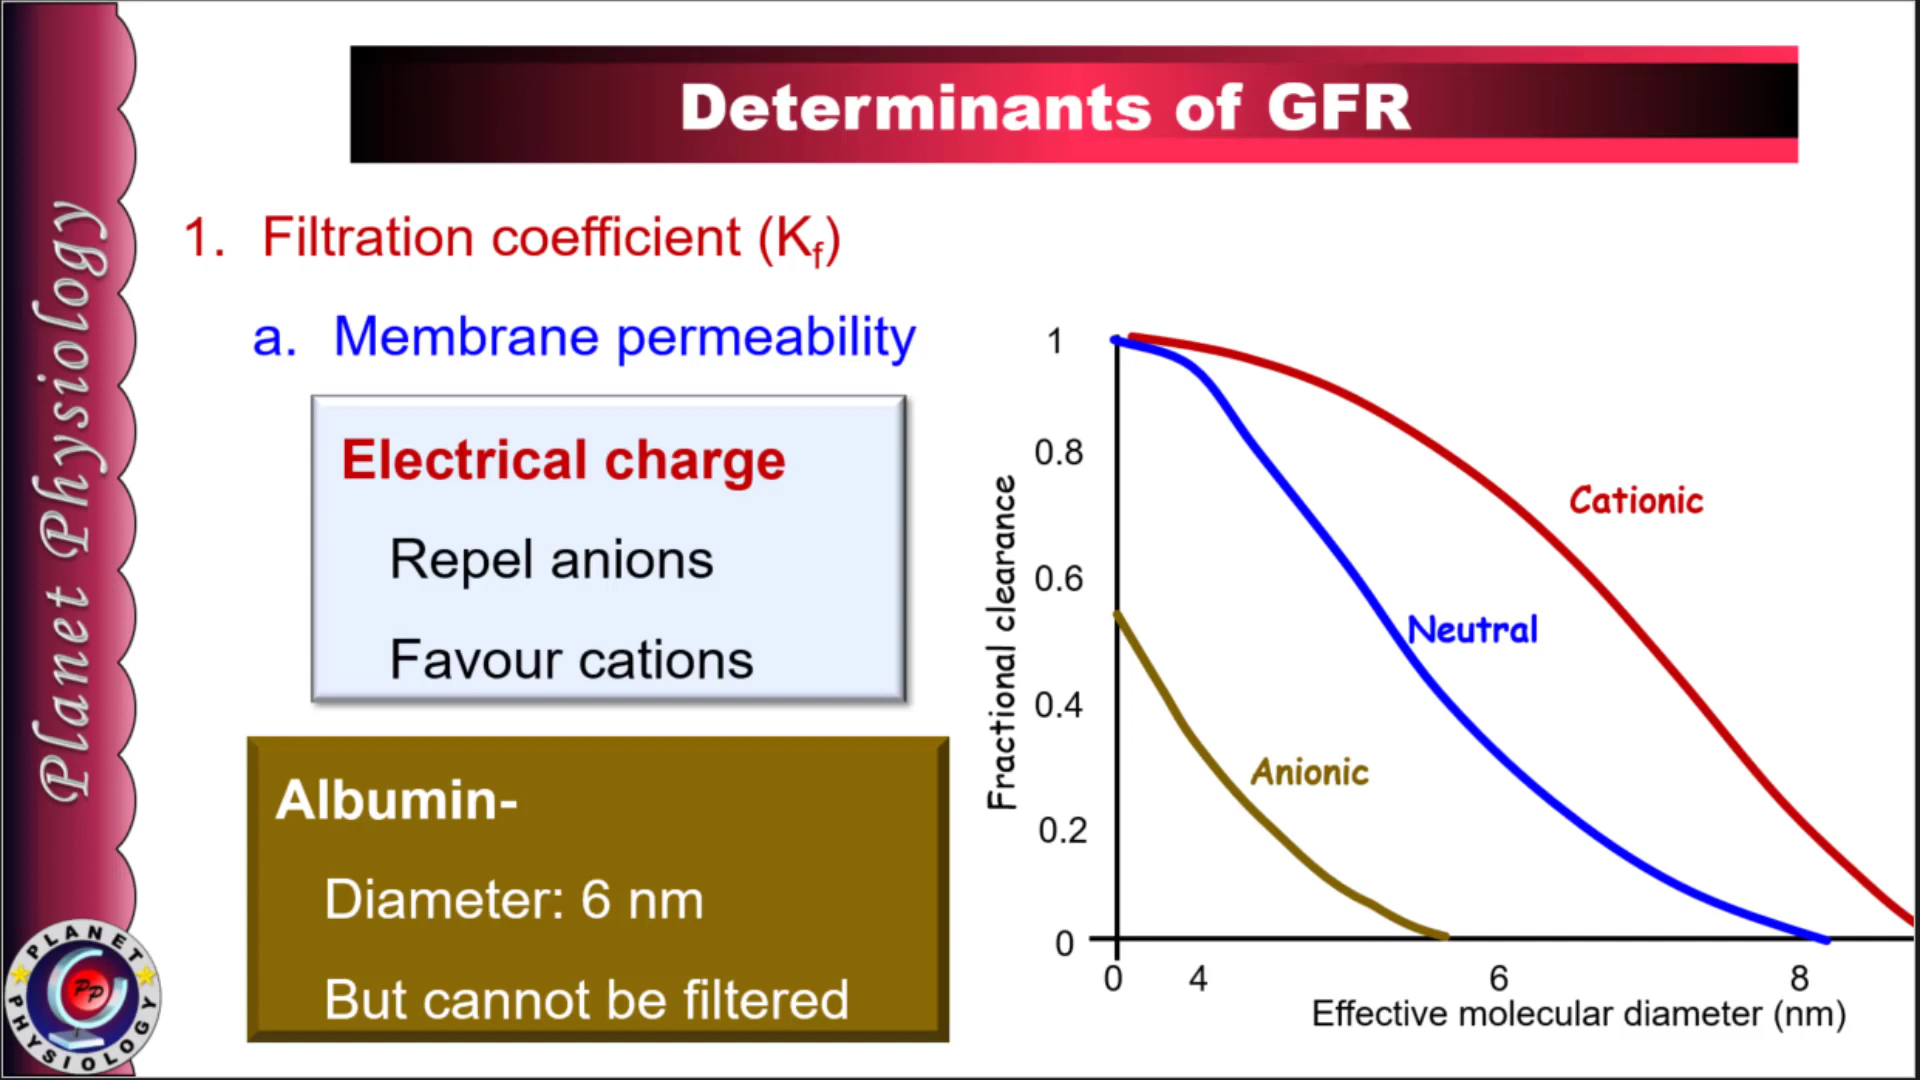 Determinants of GFR
Planet Physiology
1. Filtration coefficient (Kf)
a. Membrane permeability
Electrical charge
Repel anions
Favour cations
Albumin-
Diameter: 6 nm
But cannot be filtered
Fractional clearance
1
0.8
0.6
0.4
0.2
0
Cationic
Neutral
Anionic
0 4 6 8
Effective molecular diameter (nm)
PLANET
PP
PHYSIOLOGY